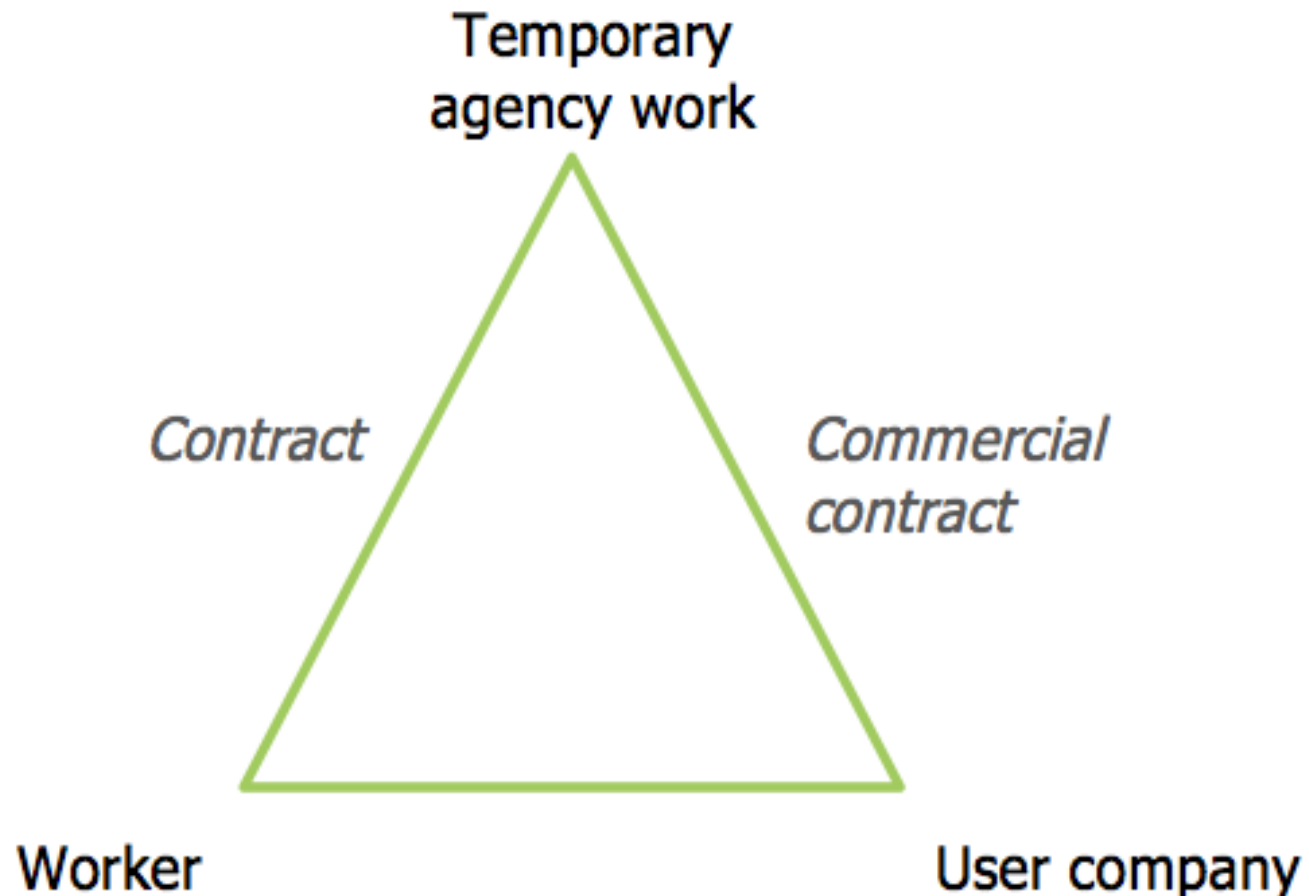 Temporary
agency work
Contract
Commercial
contract
Worker
User company